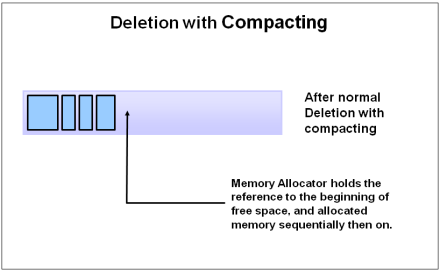 Deletion with Compacting
After normal
Deletion with
compacting
Memory Allocator holds the
reference to the beginning of
free space, and allocated
memory sequentially then on.